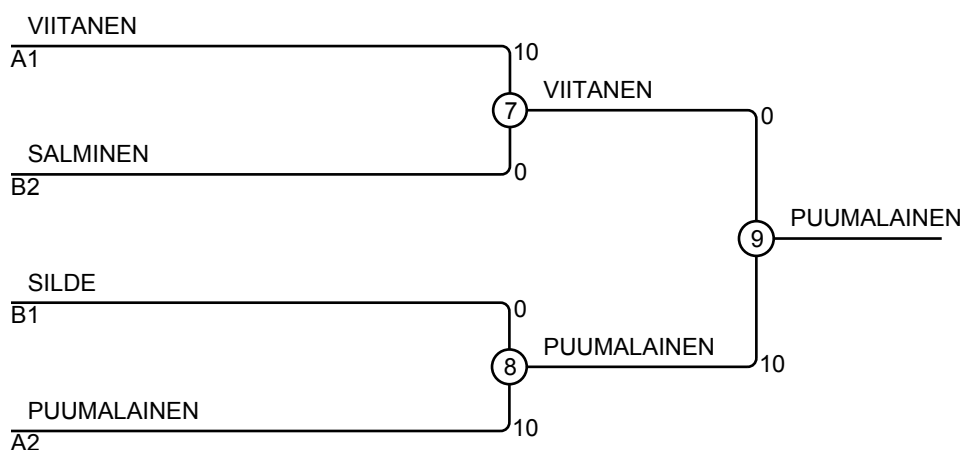 VIITANEN
A1
10
7
VIITANEN
0
SALMINEN
B2
0
9
PUUMALAINEN
SILDE
B1
0
8
PUUMALAINEN
10
PUUMALAINEN
A2
10